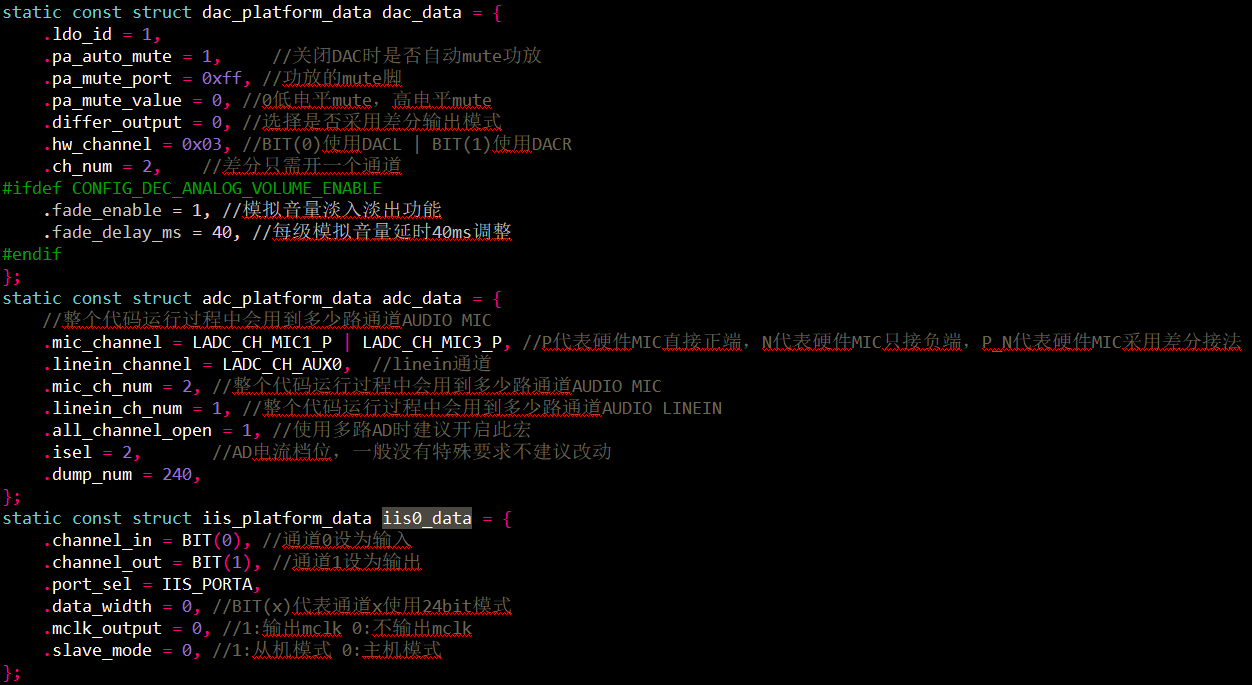 static const struct dac_platform_data dac_data = {
    .ldo_id = 1,
    .pa_auto_mute = 1,     //关闭DAC时是否自动mute功放
    .pa_mute_port = 0xff, //功放的mute脚
    .pa_mute_value = 0, //0低电平mute，高电平mute
    .differ_output = 0, //选择是否采用差分输出模式
    .hw_channel = 0x03, //BIT(0)使用DACL | BIT(1)使用DACR
    .ch_num = 2,    //差分只需开一个通道
#ifdef CONFIG_DEC_ANALOG_VOLUME_ENABLE
    .fade_enable = 1, //模拟音量淡入淡出功能
    .fade_delay_ms = 40, //每级模拟音量延时40ms调整
#endif
};
static const struct adc_platform_data adc_data = {
    //整个代码运行过程中会用到多少路通道AUDIO MIC
    .mic_channel = LADC_CH_MIC1_P | LADC_CH_MIC3_P, //P代表硬件MIC直接正端，N代表硬件MIC只接负端，P_N代表硬件MIC采用差分接法
    .linein_channel = LADC_CH_AUX0,  //linein通道
    .mic_ch_num = 2, //整个代码运行过程中会用到多少路通道AUDIO MIC
    .linein_ch_num = 1, //整个代码运行过程中会用到多少路通道AUDIO LINEIN
    .all_channel_open = 1, //使用多路AD时建议开启此宏
    .isel = 2,       //AD电流档位，一般没有特殊要求不建议改动
    .dump_num = 240,
};
static const struct iis_platform_data iis0_data = {
    .channel_in = BIT(0), //通道0设为输入
    .channel_out = BIT(1), //通道1设为输出
    .port_sel = IIS_PORTA,
    .data_width = 0, //BIT(x)代表通道x使用24bit模式
    .mclk_output = 0, //1:输出mclk 0:不输出mclk
    .slave_mode = 0, //1:从机模式 0:主机模式
};